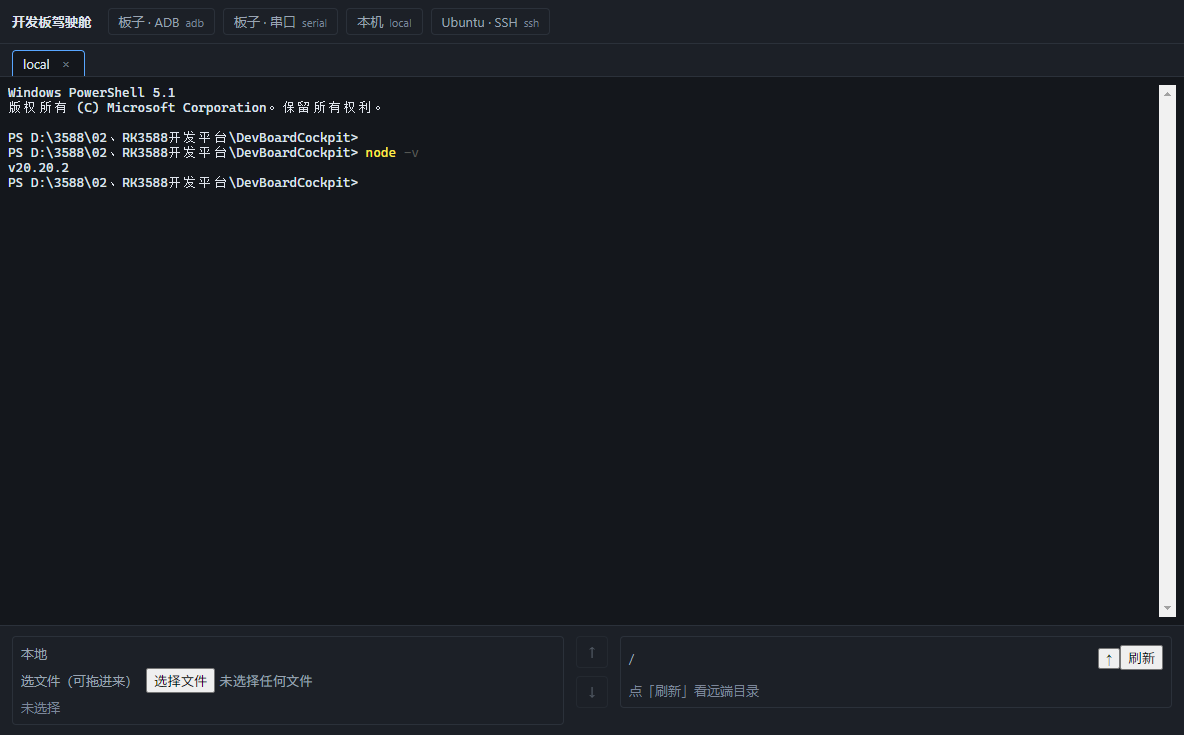 开发板驾驶舱 板子 · ADB adb 板子 · 串口 serial 本机 local Ubuntu · SSH ssh
local ×
Windows PowerShell 5.1
版权所有 (C) Microsoft Corporation。保留所有权利。
PS D:\3588\02、RK3588开发平台\DevBoardCockpit>
PS D:\3588\02、RK3588开发平台\DevBoardCockpit> node -v
v20.20.2
PS D:\3588\02、RK3588开发平台\DevBoardCockpit>
本地
选文件（可拖进来） 选择文件 未选择任何文件
未选择
↑
↓
/ ↑ 刷新
点「刷新」看远端目录